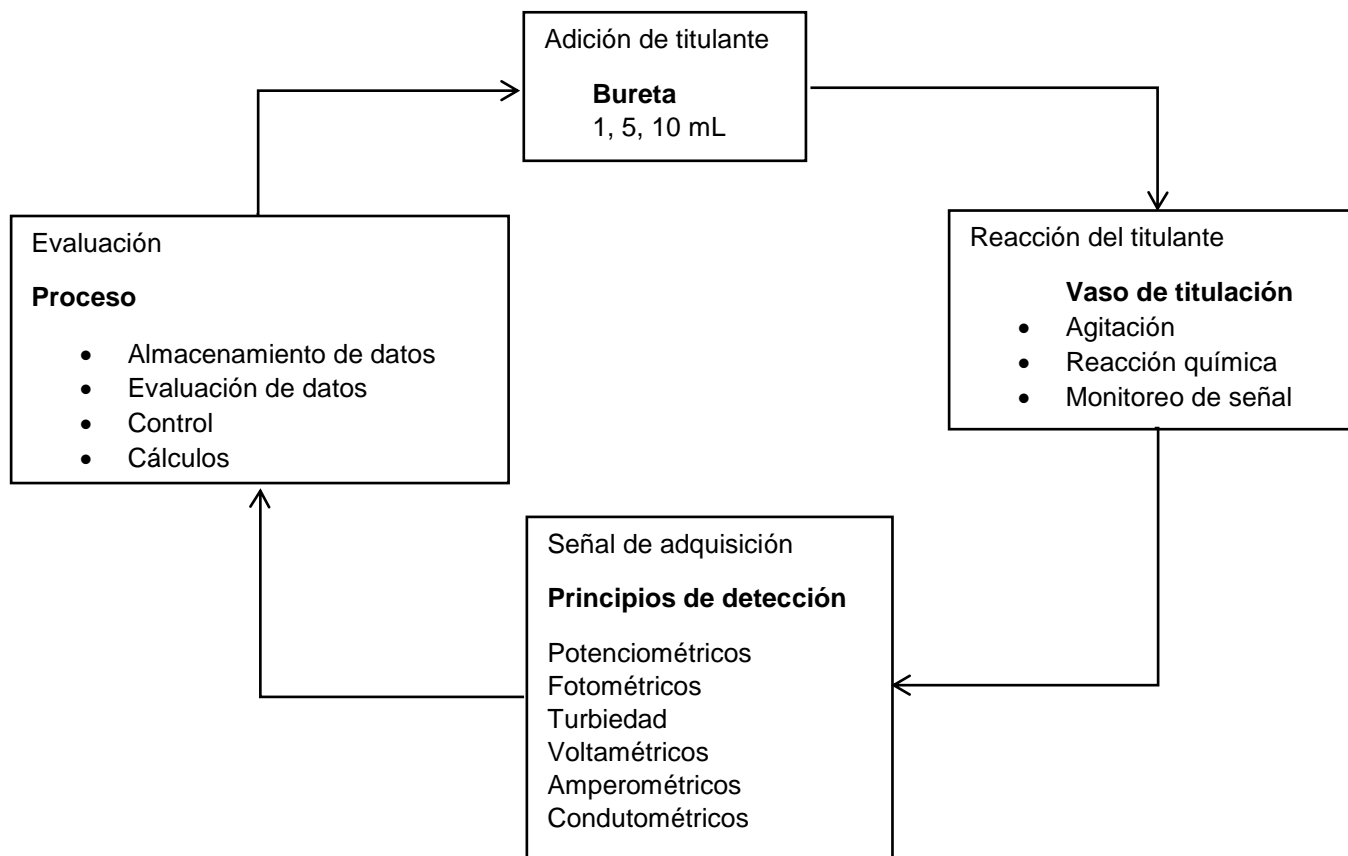 Adición de titulante
Bureta
1, 5, 10 mL
Reacción del titulante
Vaso de titulación
• Agitación
• Reacción química
• Monitoreo de señal
Señal de adquisición
Principios de detección
Potenciométricos
Fotométricos
Turbiedad
Voltamétricos
Amperométricos
Condutométricos
Evaluación
Proceso
• Almacenamiento de datos
• Evaluación de datos
• Control
• Cálculos